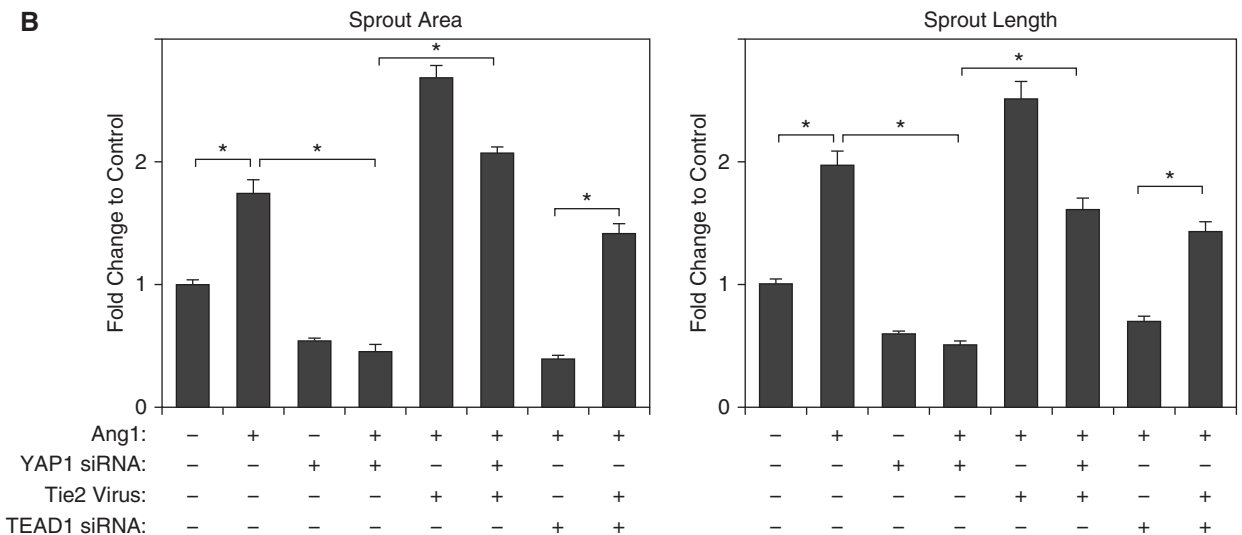 B
Sprout Area
Sprout Length
Fold Change to Control
2
1
0
* * * *
Fold Change to Control
2
1
0
* * * *
Ang1: – + – + + + + + – + – + + + + +
YAP1 siRNA: – – + + – + – – – – + + – + – –
Tie2 Virus: – – – – + + – + – – – – + + – +
TEAD1 siRNA: – – – – – – + + – – – – – – + +